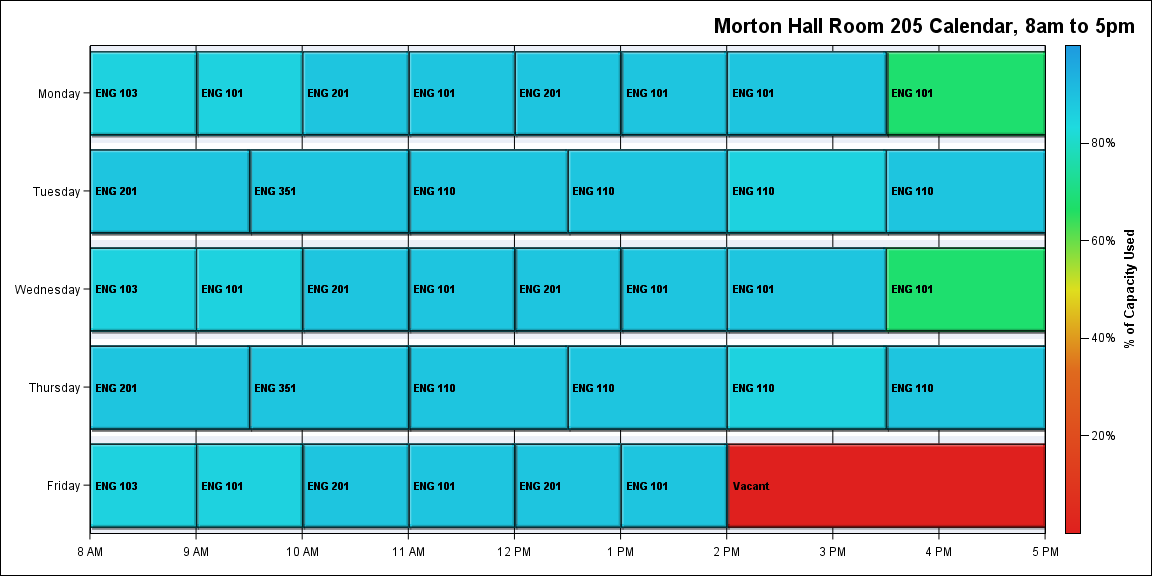 Morton Hall Room 205 Calendar, 8am to 5pm
Monday
ENG 103
ENG 101
ENG 201
ENG 101
ENG 201
ENG 101
ENG 101
ENG 101
Tuesday
ENG 201
ENG 351
ENG 110
ENG 110
ENG 110
ENG 110
Wednesday
ENG 103
ENG 101
ENG 201
ENG 101
ENG 201
ENG 101
ENG 101
ENG 101
Thursday
ENG 201
ENG 351
ENG 110
ENG 110
ENG 110
ENG 110
Friday
ENG 103
ENG 101
ENG 201
ENG 101
ENG 201
ENG 101
Vacant
8 AM
9 AM
10 AM
11 AM
12 PM
1 PM
2 PM
3 PM
4 PM
5 PM
80%
60%
40%
20%
% of Capacity Used